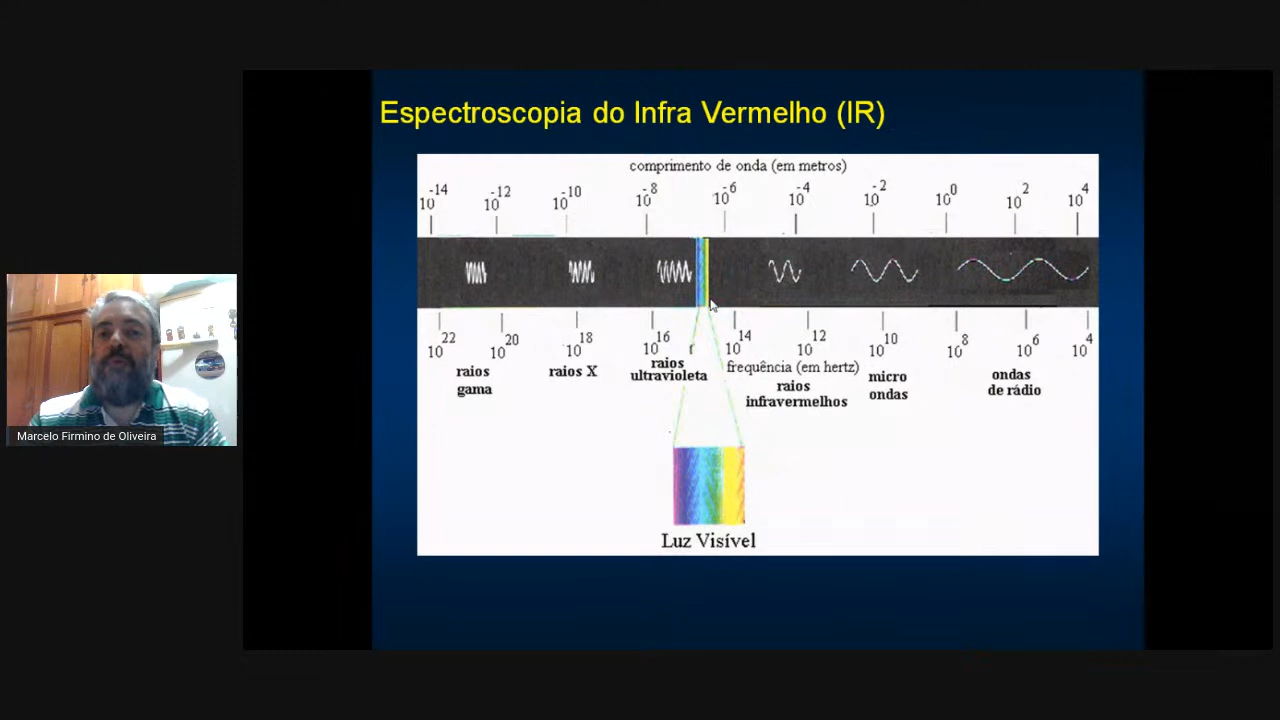 Espectroscopia do Infra Vermelho (IR)
comprimento de onda (em metros)
10^-14 10^-12 10^-10 10^-8 10^-6 10^-4 10^-2 10^0 10^2 10^4
10^22 10^20 10^18 10^16 10^14 10^12 10^10 10^8 10^6 10^4
frequência (em hertz)
raios
gama
raios X
raios
ultravioleta
raios
infravermelhos
micro
ondas
ondas
de rádio
Luz Visível
Marcelo Firmino de Oliveira